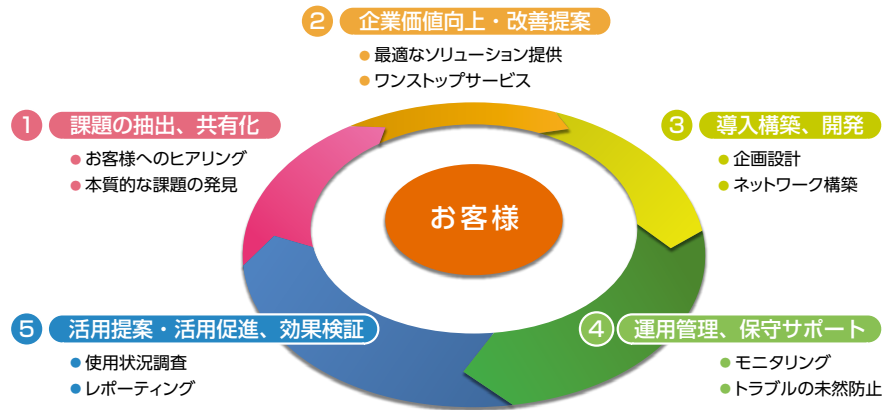 ① 課題の抽出、共有化
● お客様へのヒアリング
● 本質的な課題の発見
② 企業価値向上・改善提案
● 最適なソリューション提供
● ワンストップサービス
③ 導入構築、開発
● 企画設計
● ネットワーク構築
④ 運用管理、保守サポート
● モニタリング
● トラブルの未然防止
⑤ 活用提案・活用促進、効果検証
● 使用状況調査
● レポーティング
お客様